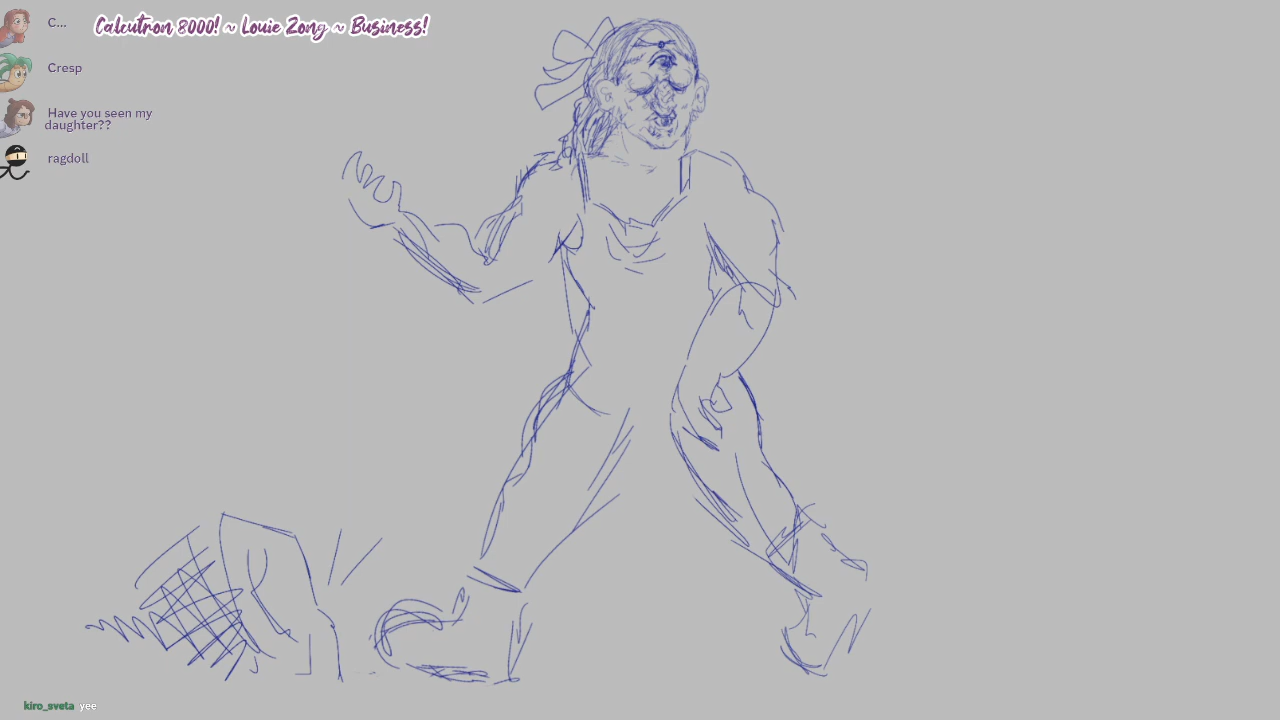 C...
Calcutron 8000! ~ Louie Zong ~ Business!
Cresp
Have you seen my
daughter??
ragdoll
kiro_sveta yee